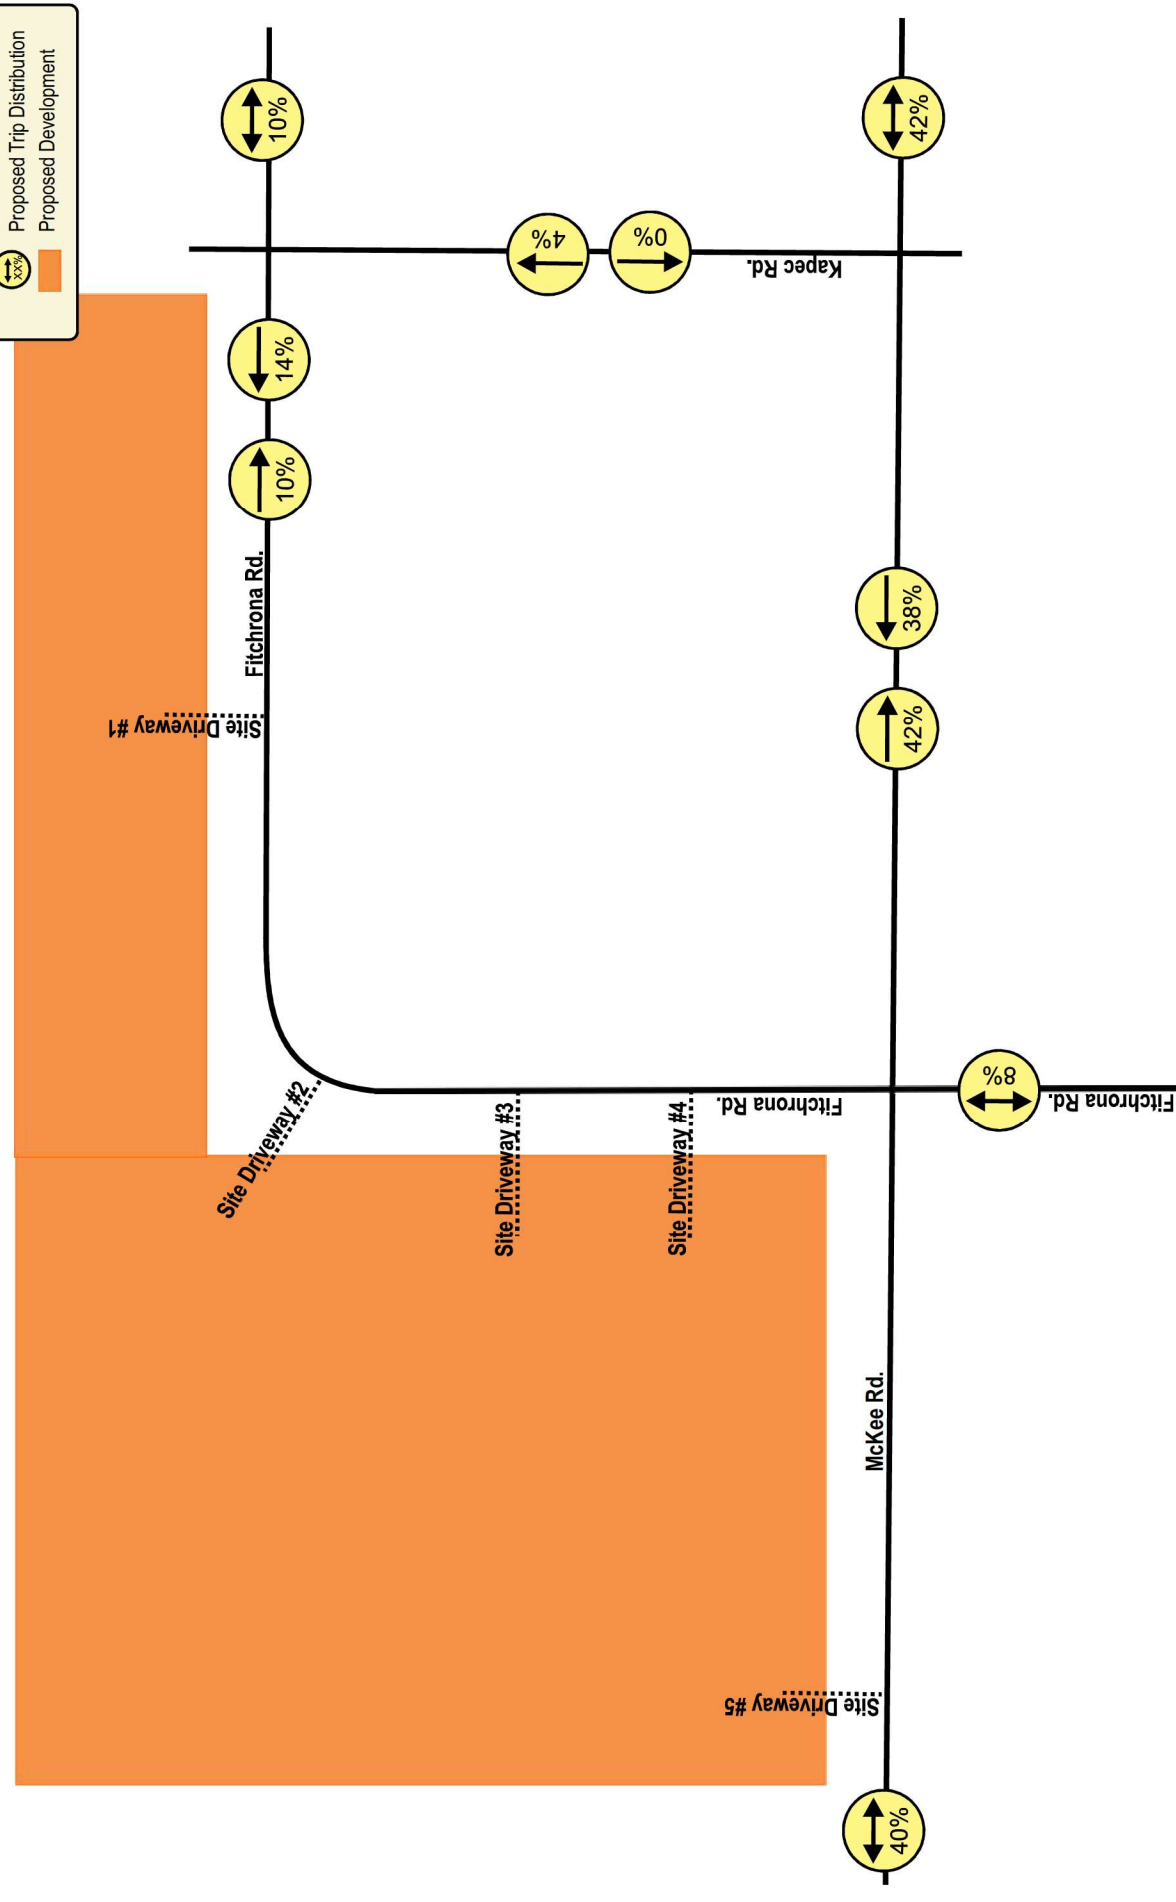 XX%
Proposed Trip Distribution
Proposed Development
10%
42%
4%
0%
Kapec Rd.
14%
10%
Fitchrona Rd.
38%
42%
Site Driveway #1
Site Driveway #2
Site Driveway #3
Site Driveway #4
Fitchrona Rd.
8%
Fitchrona Rd.
McKee Rd.
Site Driveway #5
40%